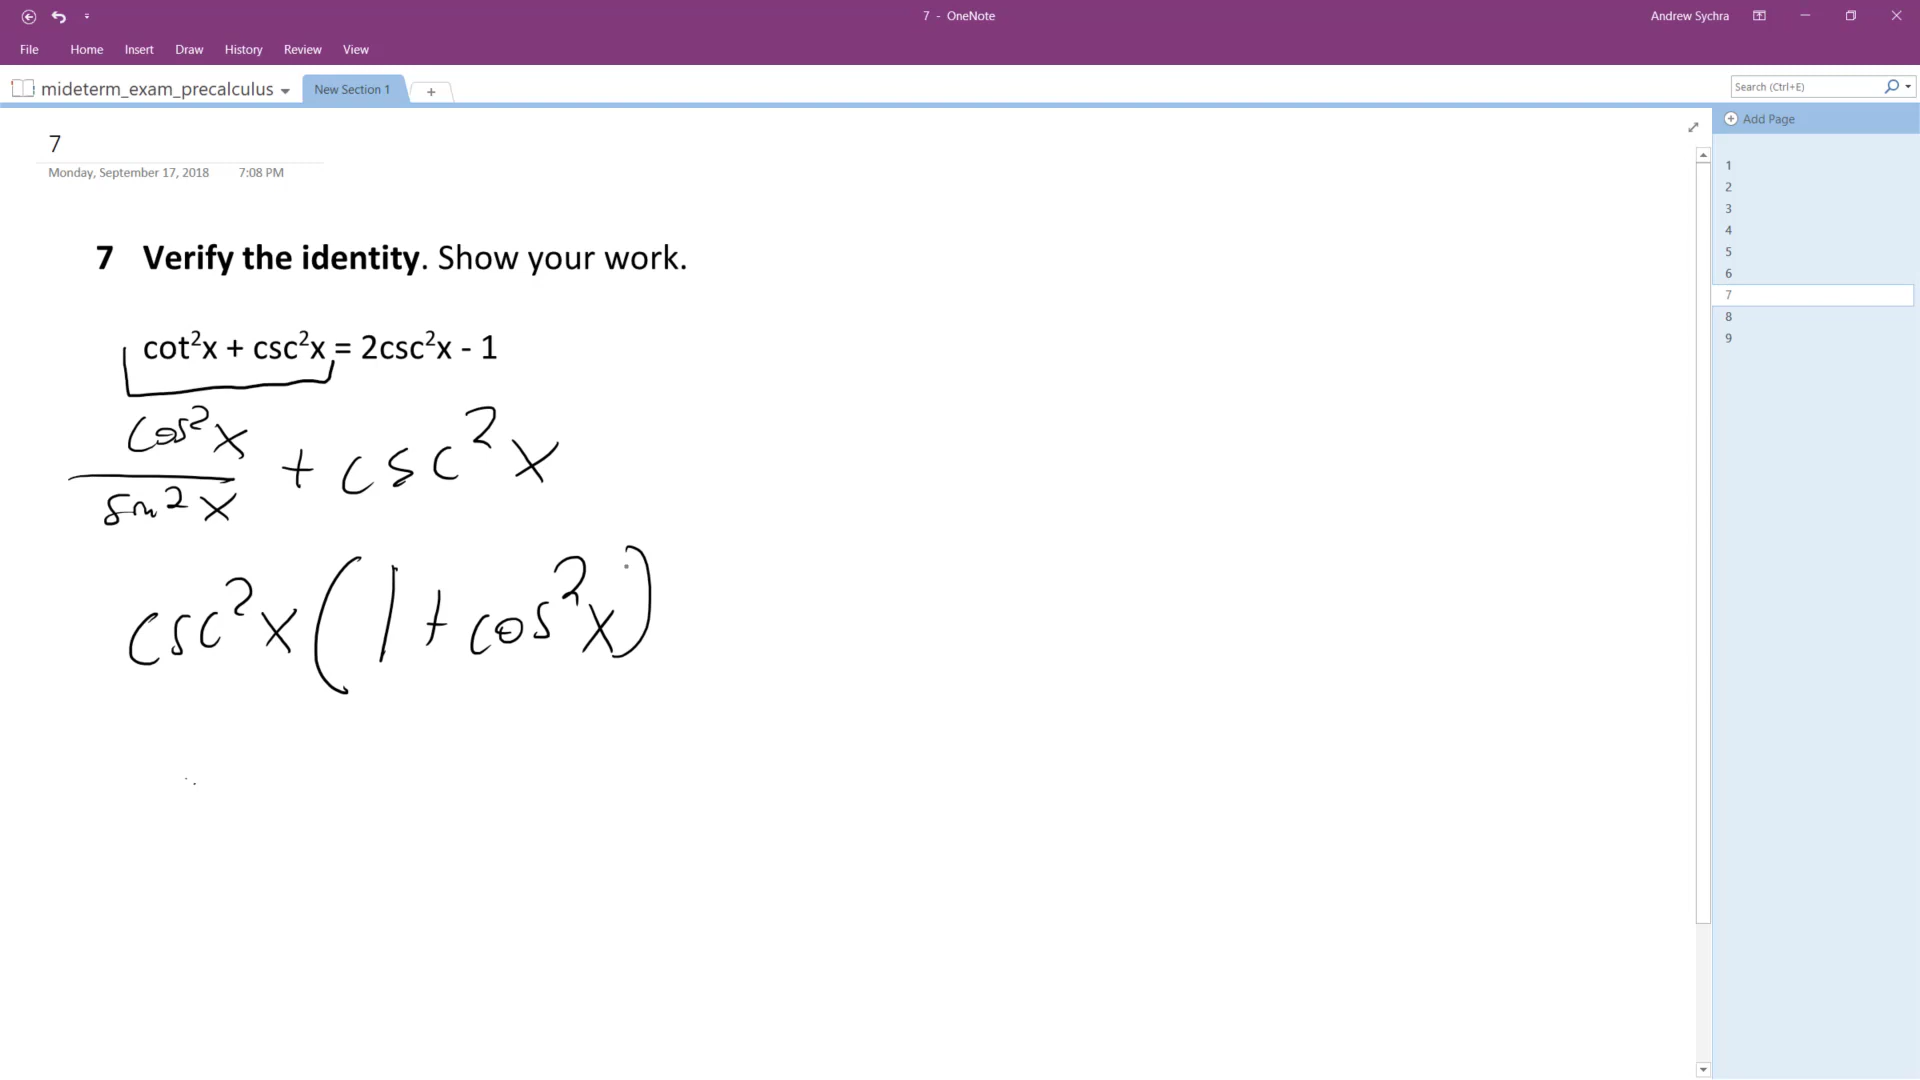 7 - OneNote
Andrew Sychra
File Home Insert Draw History Review View
mideterm_exam_precalculus
New Section 1
+
Search (Ctrl+E)
Add Page
7
Monday, September 17, 2018 7:08 PM
7 Verify the identity. Show your work.
cot²x + csc²x = 2csc²x - 1
cos²x
sin²x
+ csc²x
csc²x(1 + cos²x)
1
2
3
4
5
6
7
8
9